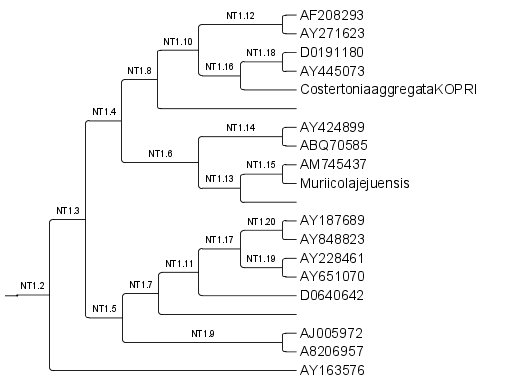 NT1.12
AF208293
AY271623
NT1.10
NT1.18
D0191180
AY445073
NT1.8
NT1.16
CostertoniaaggregataKOPRI
NT1.4
NT1.14
AY424899
ABQ70585
NT1.6
NT1.15
AM745437
NT1.13
Muriicolajejuensis
NT1.3
NT1.20
AY187689
AY848823
NT1.17
NT1.19
AY228461
NT1.11
AY651070
NT1.2
NT1.7
D0640642
NT1.5
NT1.9
AJ005972
A8206957
AY163576